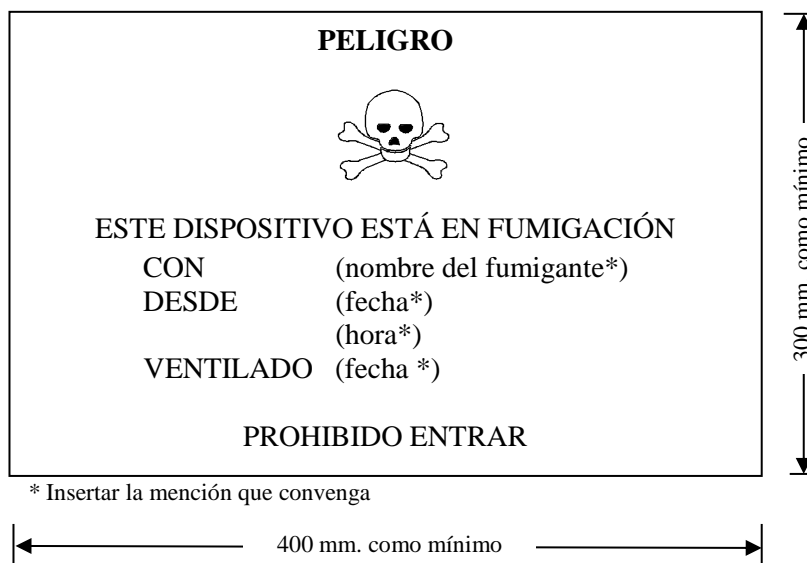 PELIGRO
ESTE DISPOSITIVO ESTÁ EN FUMIGACIÓN
CON (nombre del fumigante*)
DESDE (fecha*)
(hora*)
VENTILADO (fecha *)
PROHIBIDO ENTRAR
* Insertar la mención que convenga
400 mm. como mínimo
300 mm. como mínimo